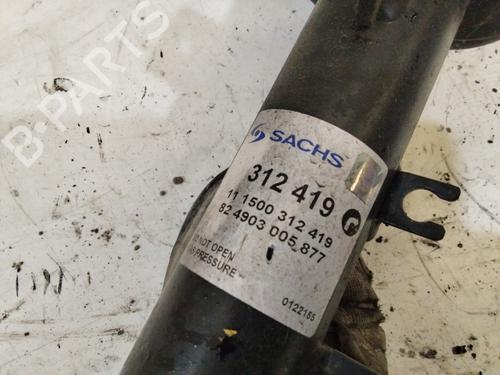 B-PARTS
SACHS
312 419 r
11 1500 312 419
82 4903 005 877
NOT OPEN
PRESSURE
0122155